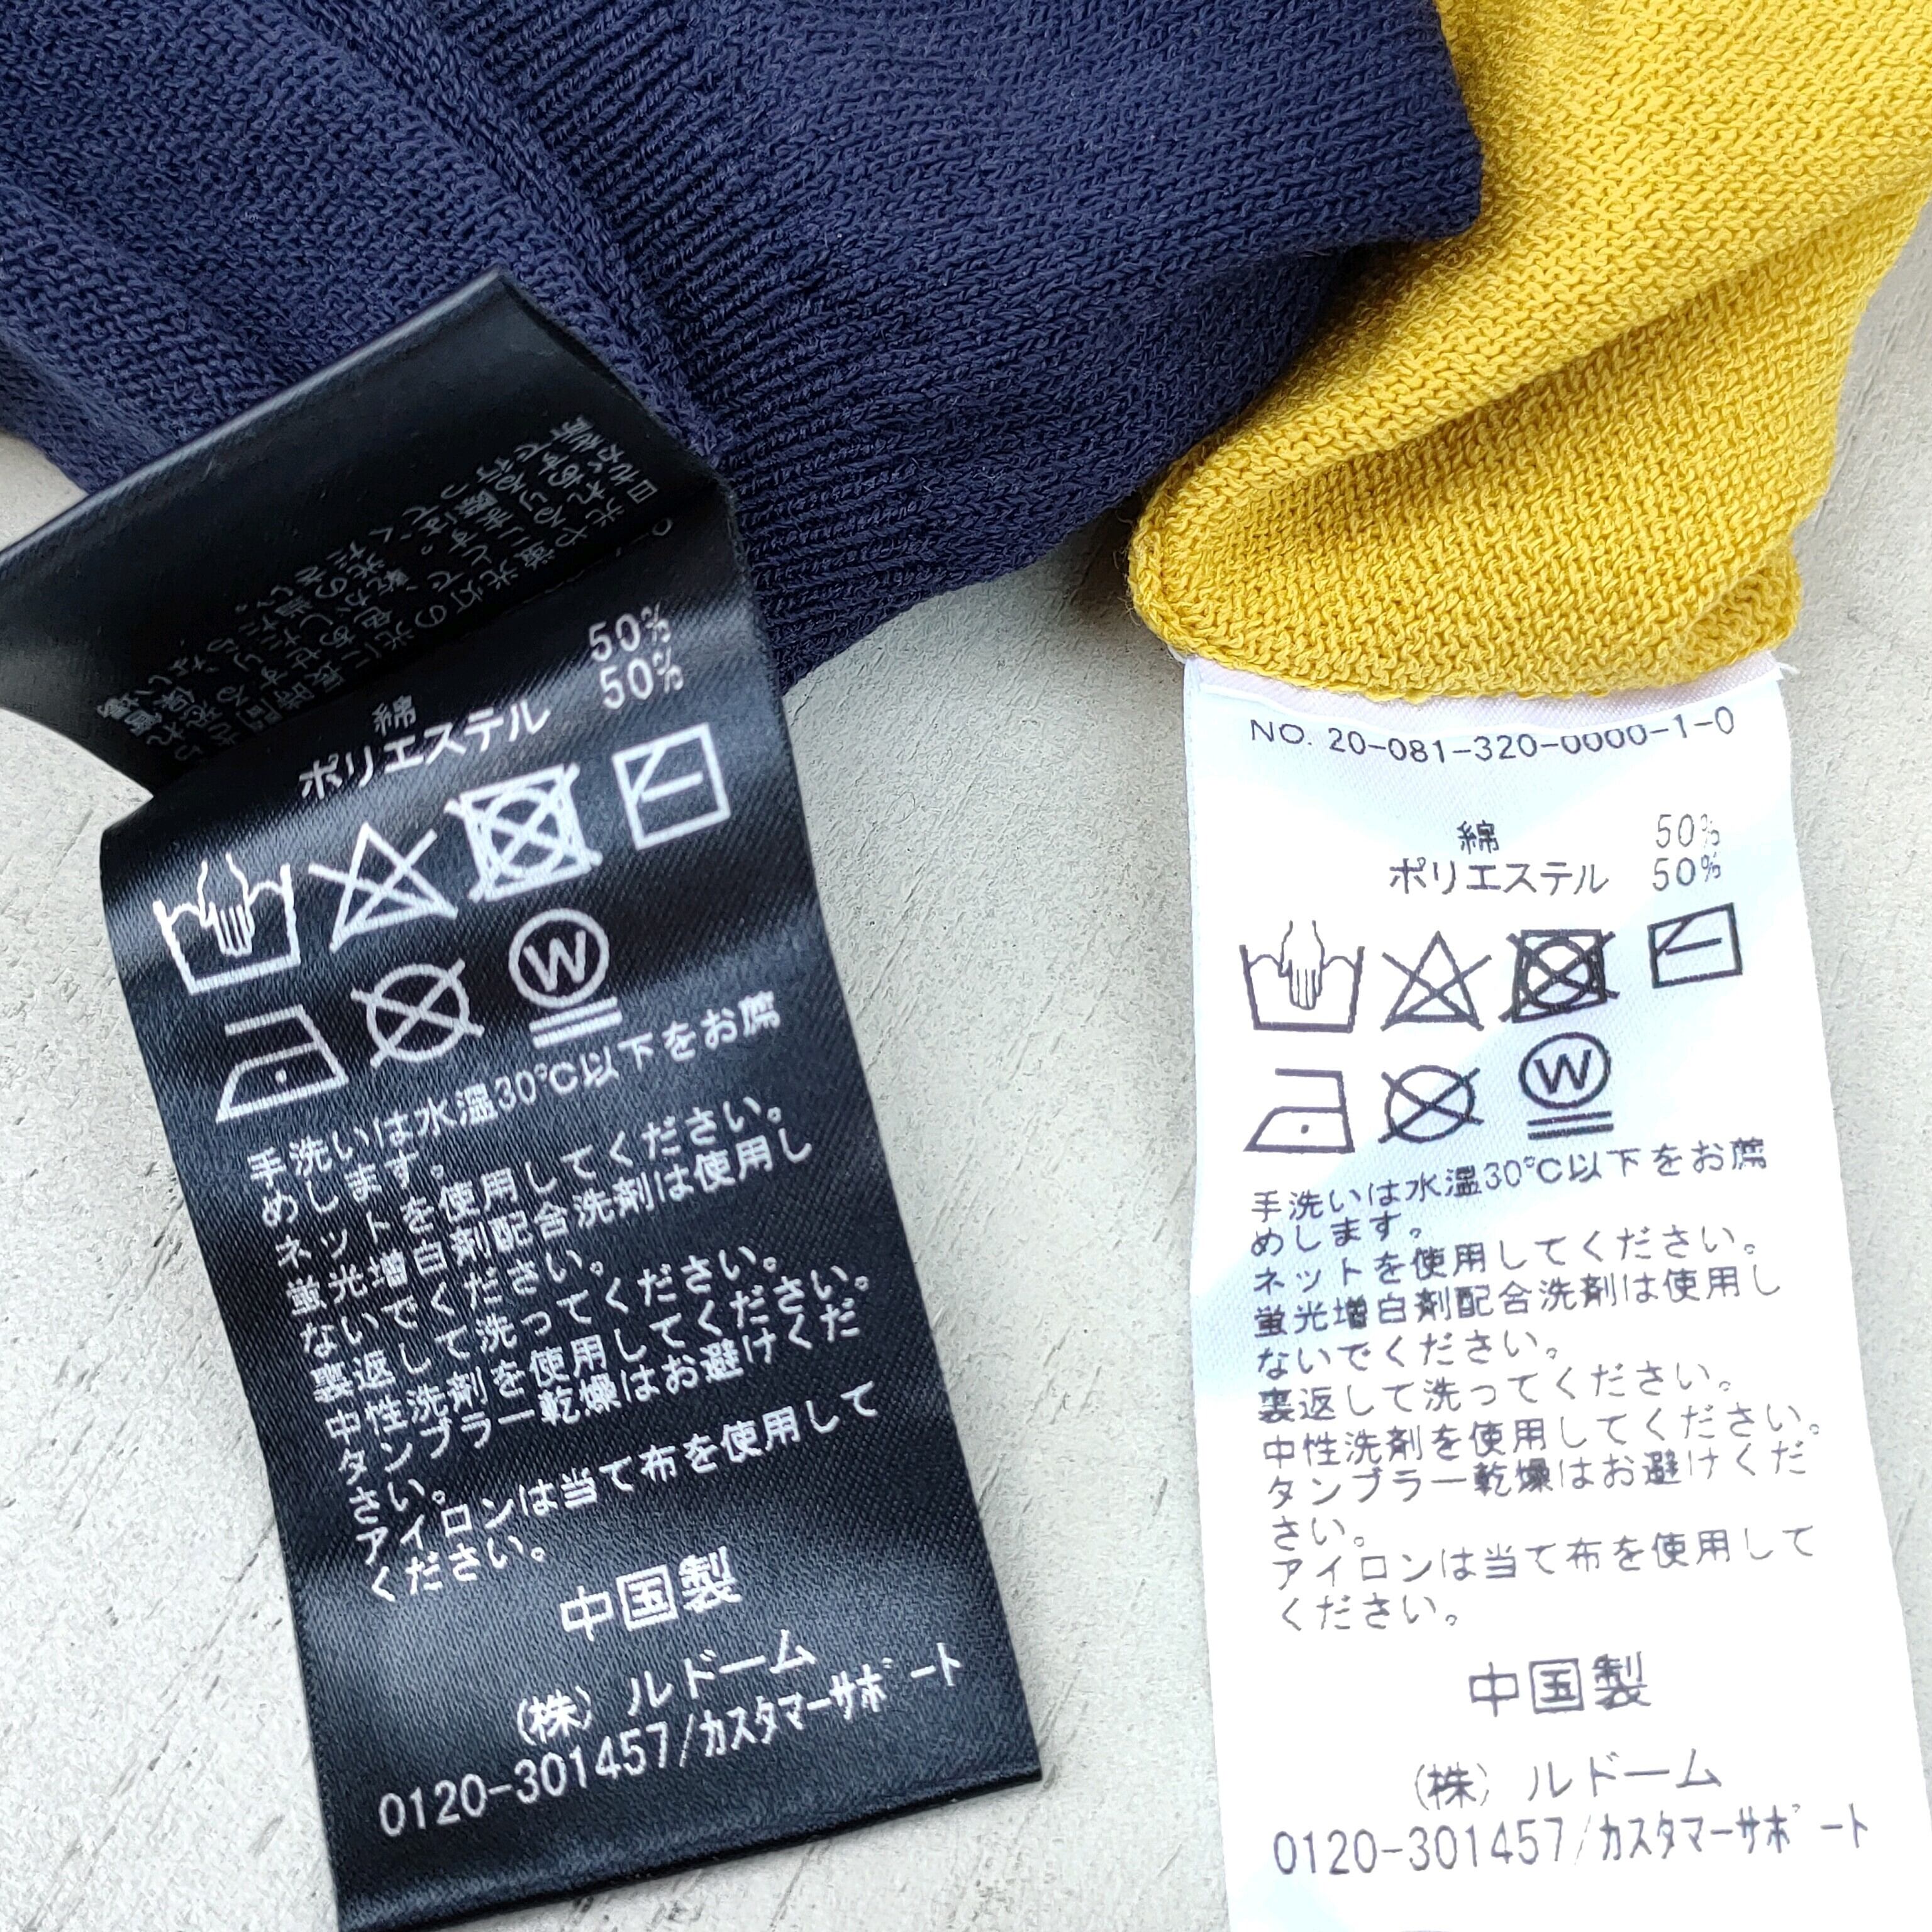 綿 50%
ポリエステル 50%
W
手洗いは水温30℃以下をお薦
めします。
ネットを使用してください。
蛍光増白剤配合洗剤は使用し
ないでください。
裏返して洗ってください。
中性洗剤を使用してください。
タンブラー乾燥はお避けくだ
さい。
アイロンは当て布を使用して
ください。
中国製
(株) ルドーム
0120-301457/カスタマーサポート
NO. 20-081-320-0000-1-0
綿 50%
ポリエステル 50%
W
手洗いは水温30℃以下をお薦
めします。
ネットを使用してください。
蛍光増白剤配合洗剤は使用し
ないでください。
裏返して洗ってください。
中性洗剤を使用してください。
タンブラー乾燥はお避けくだ
さい。
アイロンは当て布を使用して
ください。
中国製
(株) ルドーム
0120-301457/カスタマーサポート